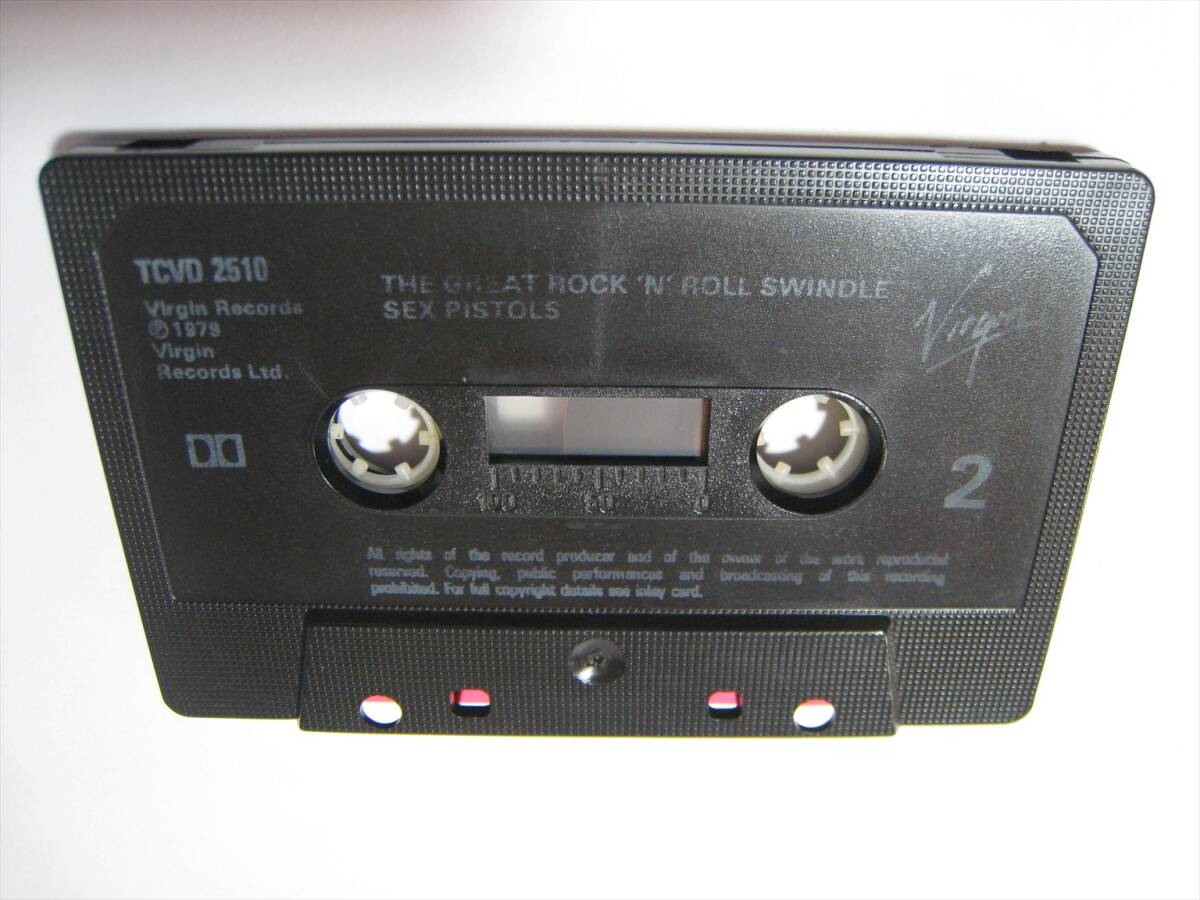 TCVD 2510
Virgin Records
Ⓟ1979
Virgin
Records Ltd.
THE GREAT ROCK 'N' ROLL SWINDLE
SEX PISTOLS
Virgin
100 50 0
2
All rights of the record producer and of the owner of the work reproduced
reserved. Copying, public performances and broadcasting of this recording
prohibited. For full copyright details see inlay card.